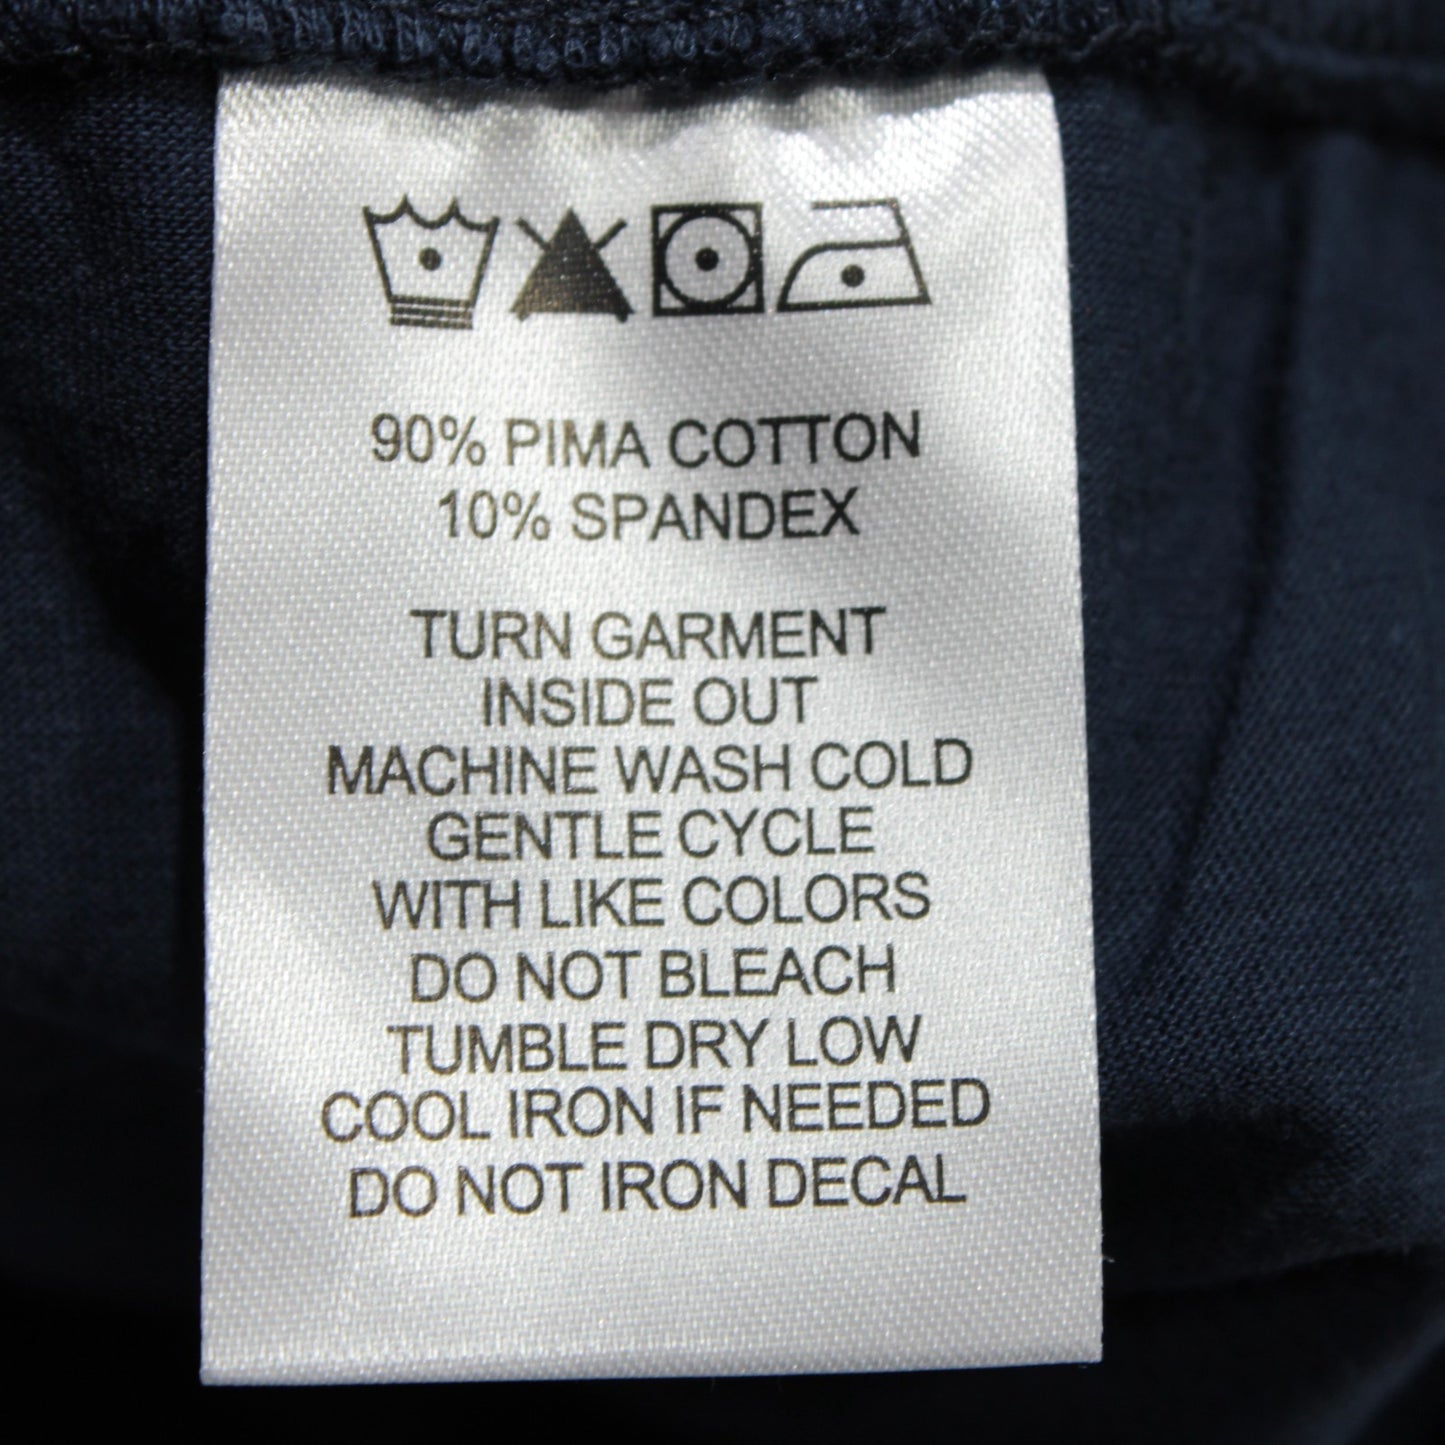 90% PIMA COTTON
10% SPANDEX
TURN GARMENT
INSIDE OUT
MACHINE WASH COLD
GENTLE CYCLE
WITH LIKE COLORS
DO NOT BLEACH
TUMBLE DRY LOW
COOL IRON IF NEEDED
DO NOT IRON DECAL